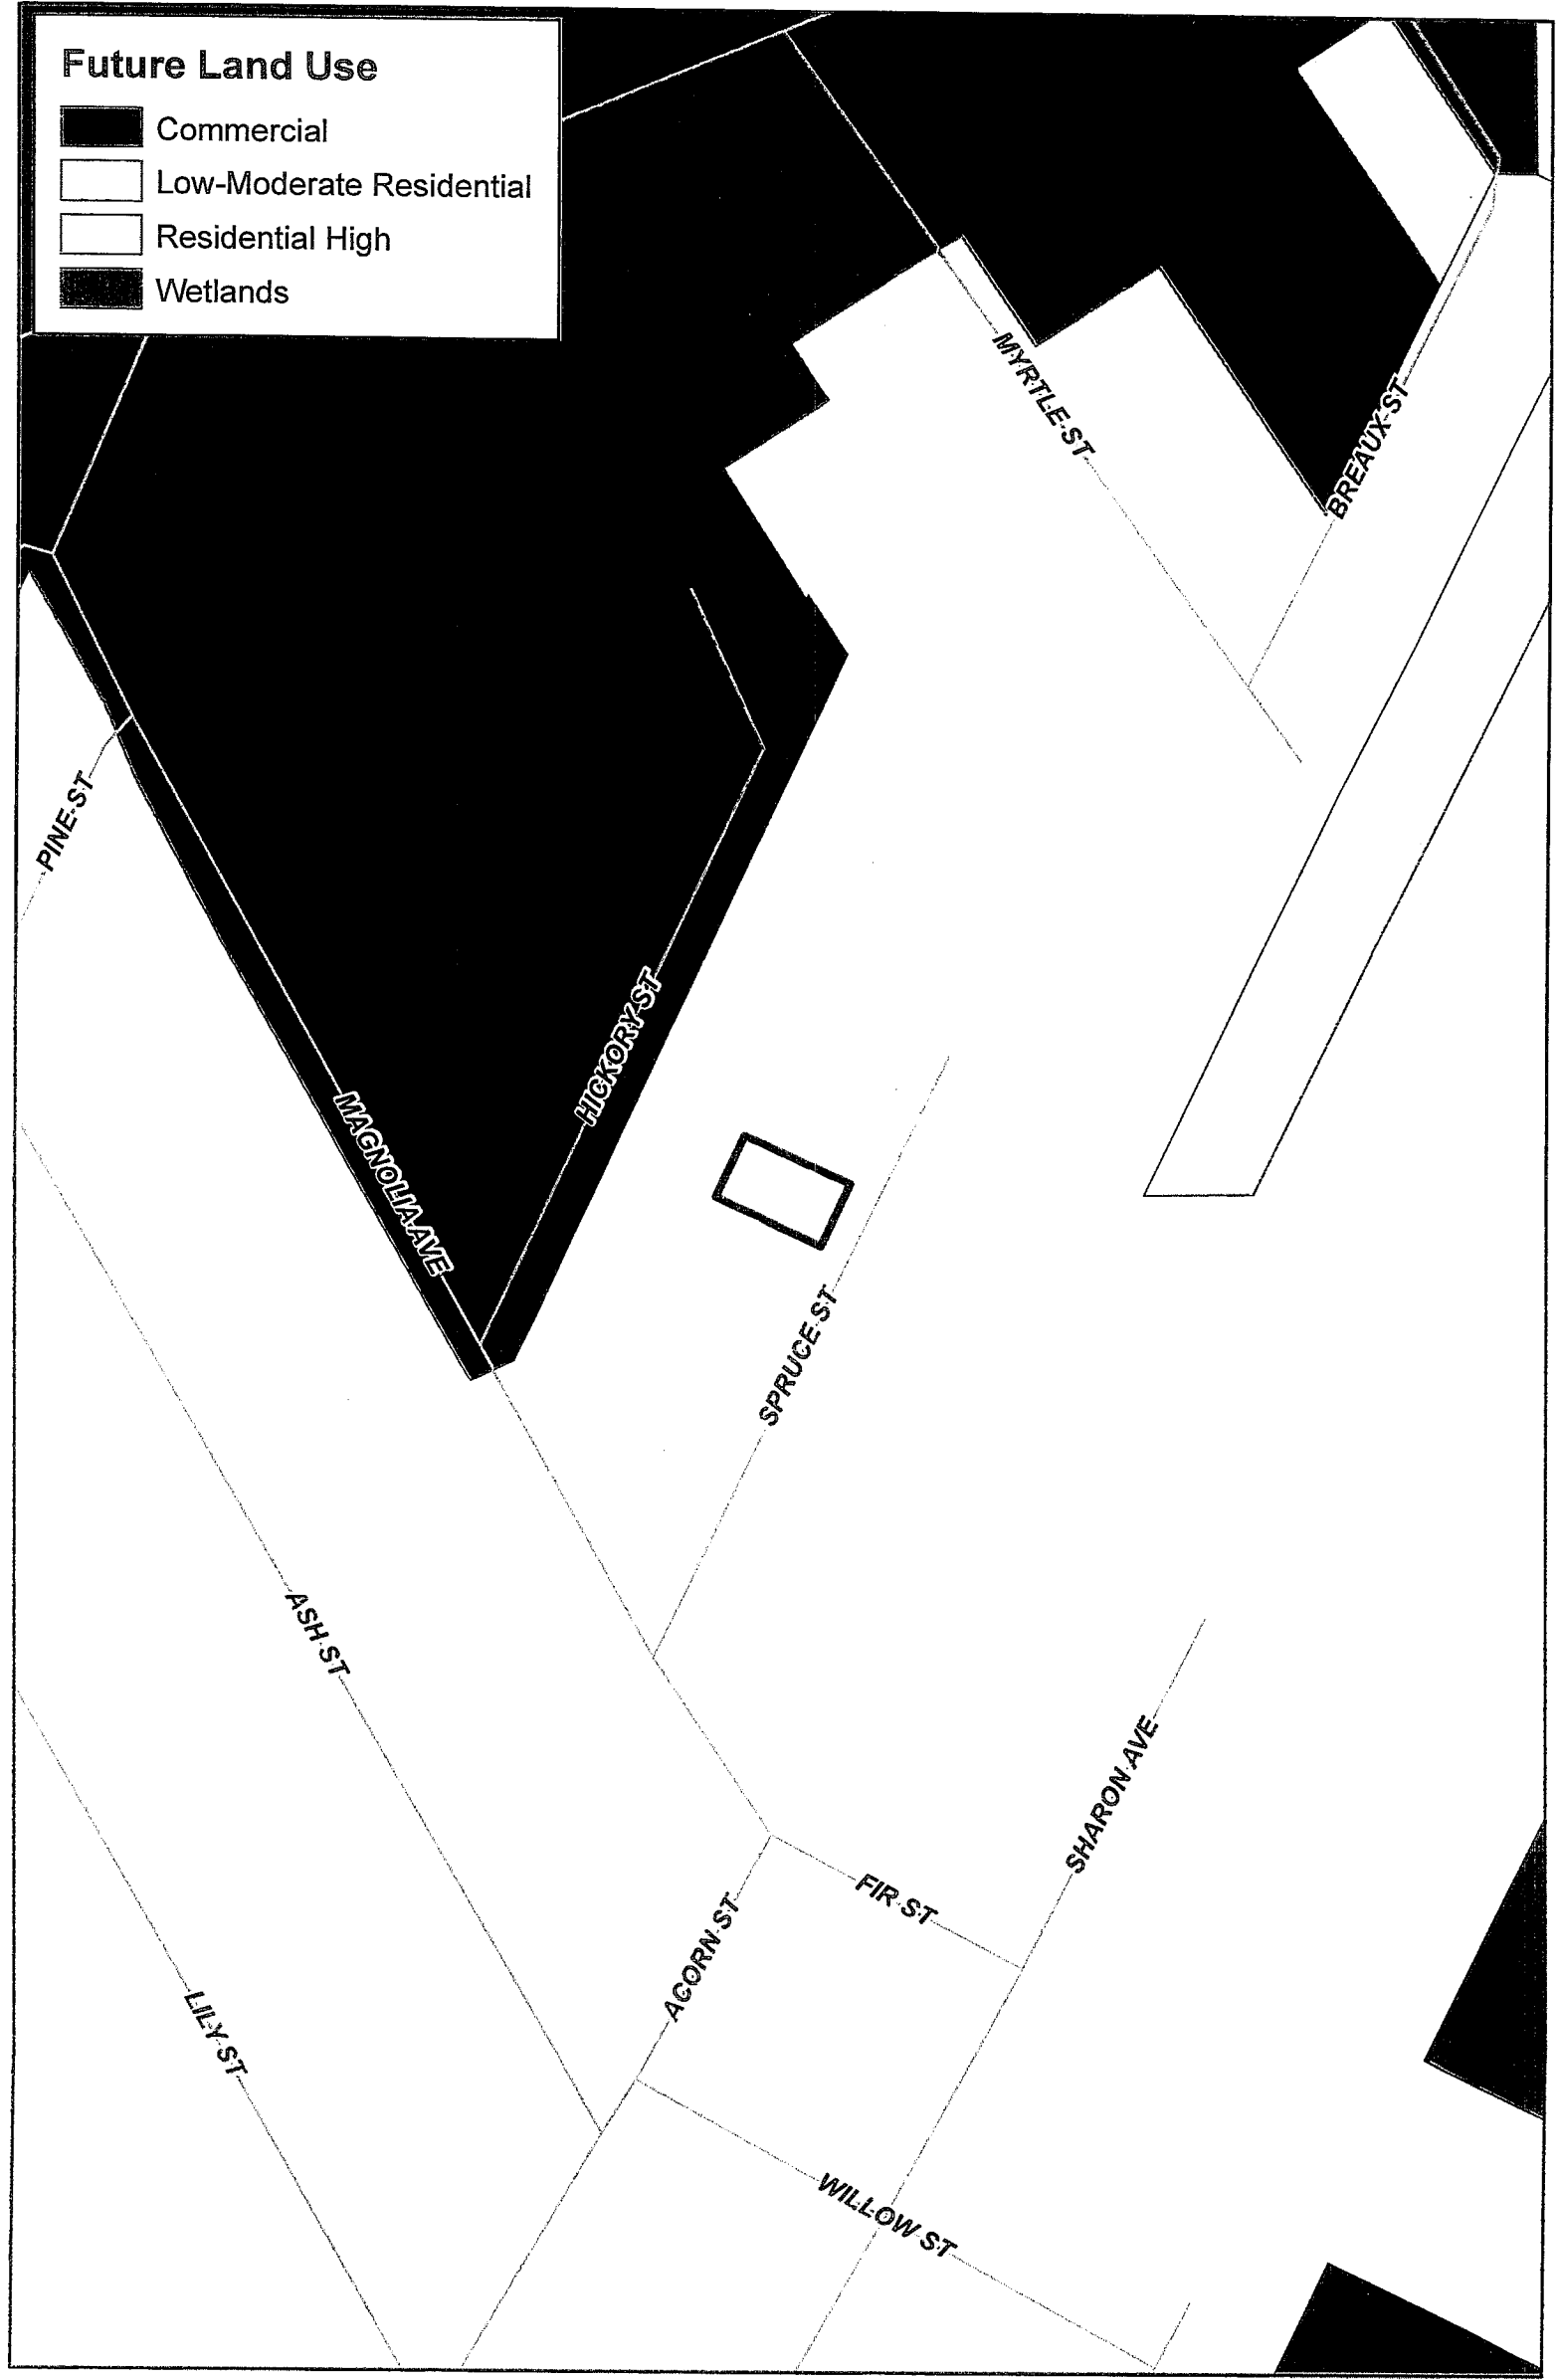 Future Land Use
Commercial
Low-Moderate Residential
Residential High
Wetlands
MYRTLE ST
BREAUX ST
PINE ST
HICKORY ST
MAGNOLIA AVE
SPRUCE ST
ASH ST
SHARON AVE
FIR ST
ACORN ST
LILY ST
WILLOW ST